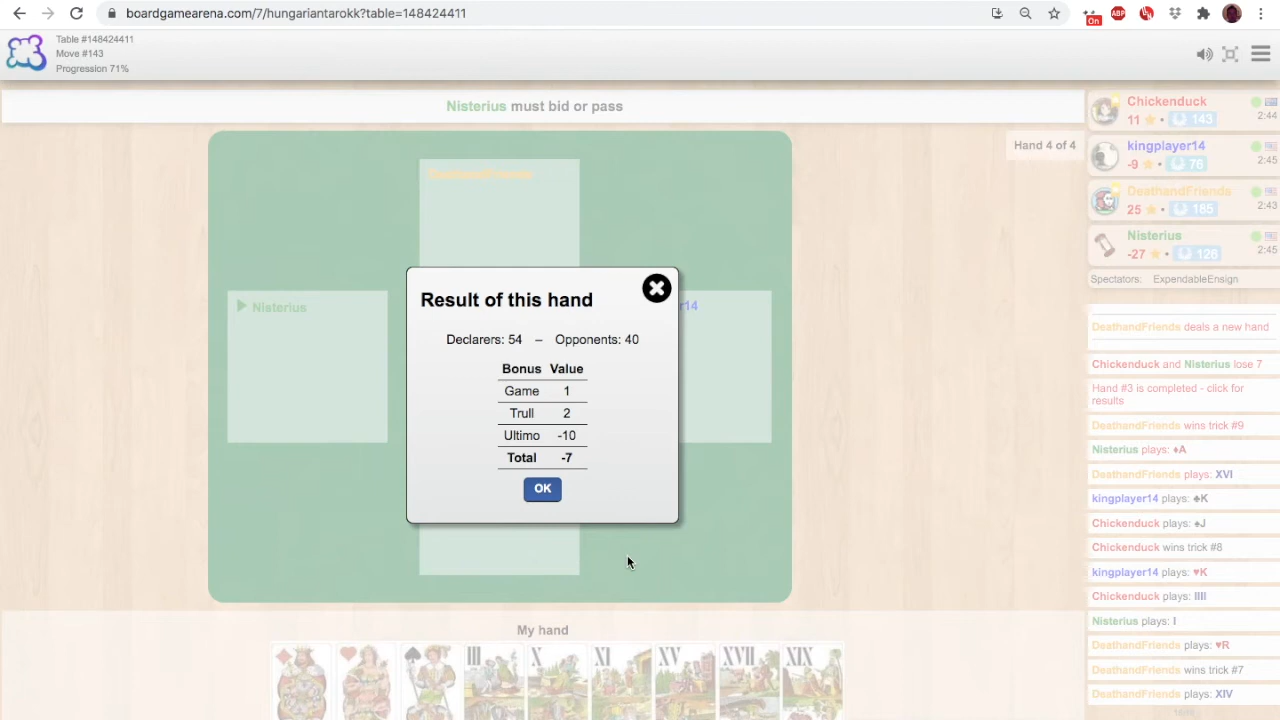 boardgamearena.com/7/hungariantarokk?table=148424411
On
ABP
Table #148424411
Move #143
Progression 71%
Nisterius must bid or pass
Hand 4 of 4
DeathandFriends
Nisterius
r14
Result of this hand
Declarers: 54 – Opponents: 40
Bonus Value
Game 1
Trull 2
Ultimo -10
Total -7
OK
My hand
III X XI XV XVII XIX
Chickenduck
11 • 143 2:44
kingplayer14
-9 • 76 2:45
DeathandFriends
25 • 165 2:43
Nisterius
-27 • 126 2:45
Spectators: ExpendableEnsign
DeathandFriends deals a new hand
Chickenduck and Nisterius lose 7
Hand #3 is completed - click for
results
DeathandFriends wins trick #9
Nisterius plays: ♦A
DeathandFriends plays: XVI
kingplayer14 plays: ♣K
Chickenduck plays: ♠J
Chickenduck wins trick #8
kingplayer14 plays: ♥K
Chickenduck plays: IIII
Nisterius plays: I
DeathandFriends plays: ♥R
DeathandFriends wins trick #7
DeathandFriends plays: XIV